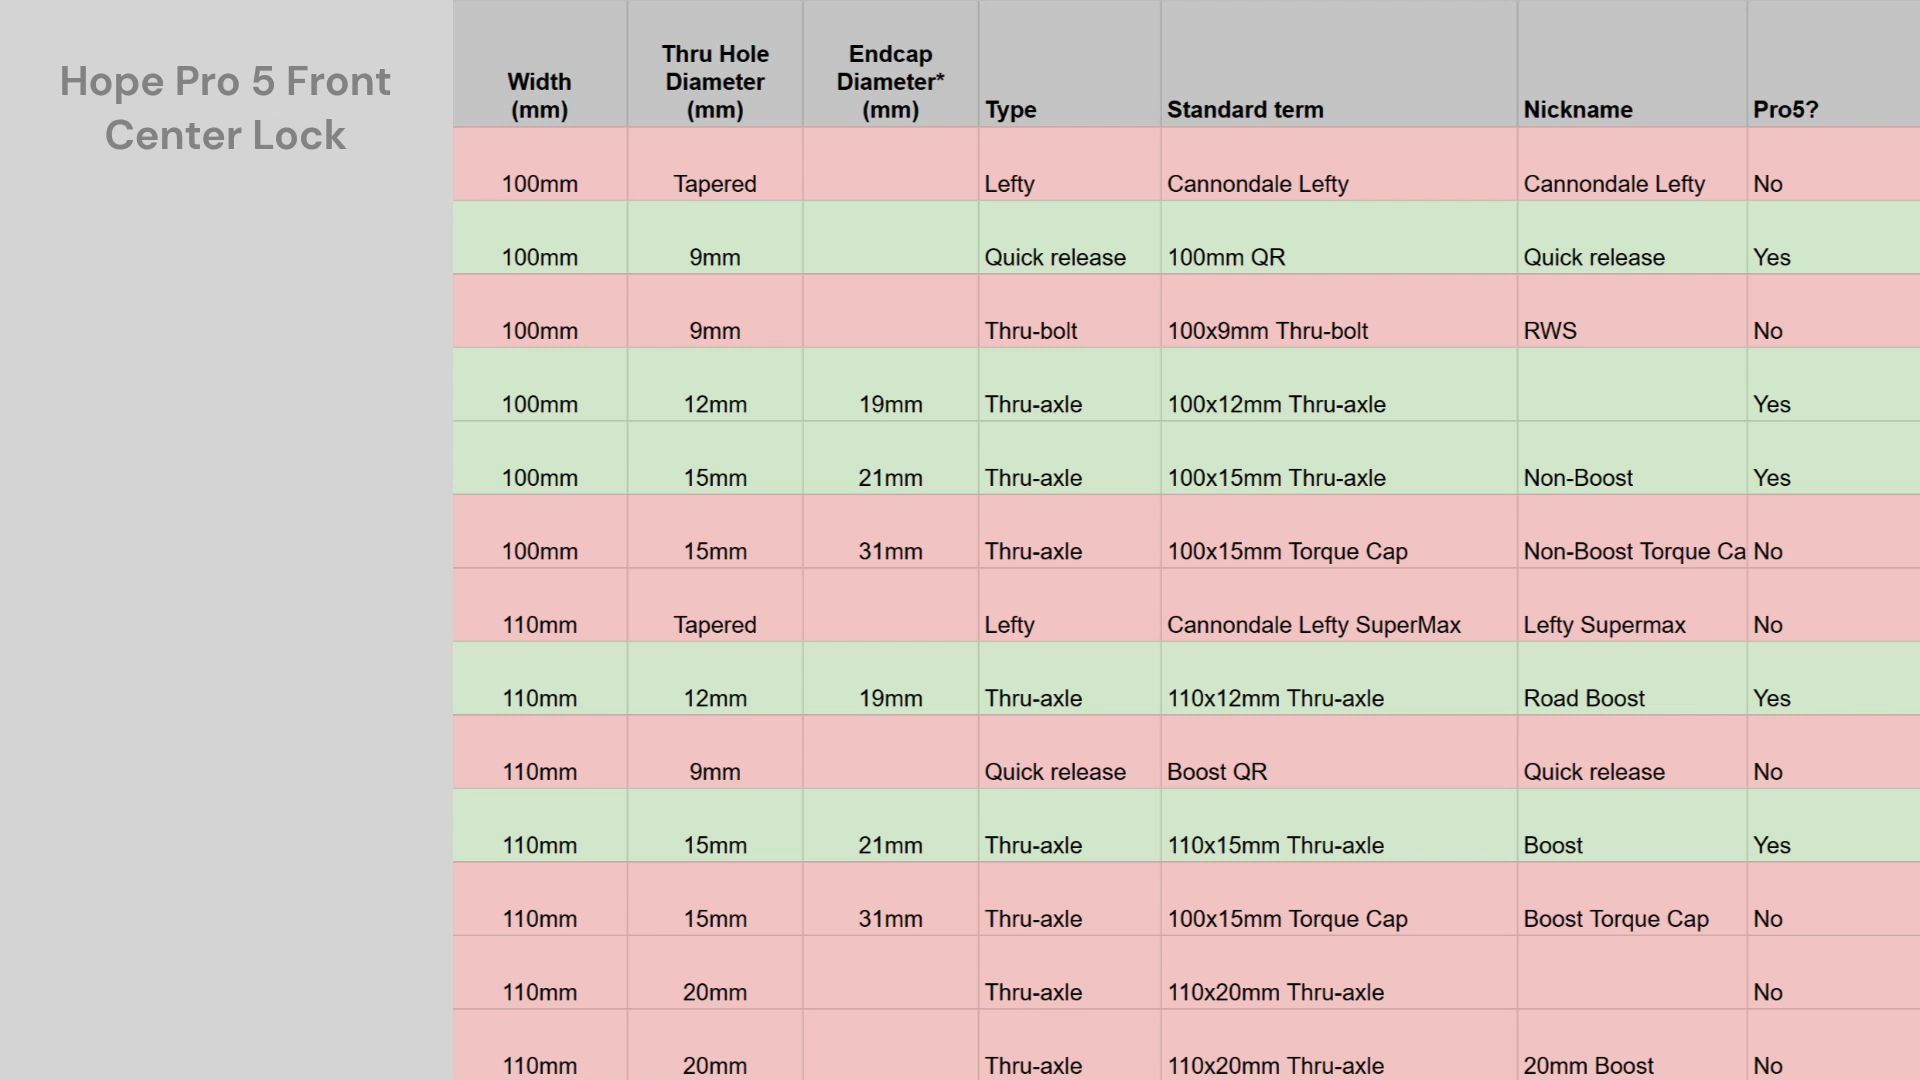 Hope Pro 5 Front
Center Lock
Width (mm) Thru Hole Diameter (mm) Endcap Diameter* (mm) Type Standard term Nickname Pro5?
100mm Tapered Lefty Cannondale Lefty Cannondale Lefty No
100mm 9mm Quick release 100mm QR Quick release Yes
100mm 9mm Thru-bolt 100x9mm Thru-bolt RWS No
100mm 12mm 19mm Thru-axle 100x12mm Thru-axle Yes
100mm 15mm 21mm Thru-axle 100x15mm Thru-axle Non-Boost Yes
100mm 15mm 31mm Thru-axle 100x15mm Torque Cap Non-Boost Torque Ca No
110mm Tapered Lefty Cannondale Lefty SuperMax Lefty Supermax No
110mm 12mm 19mm Thru-axle 110x12mm Thru-axle Road Boost Yes
110mm 9mm Quick release Boost QR Quick release No
110mm 15mm 21mm Thru-axle 110x15mm Thru-axle Boost Yes
110mm 15mm 31mm Thru-axle 100x15mm Torque Cap Boost Torque Cap No
110mm 20mm Thru-axle 110x20mm Thru-axle No
110mm 20mm Thru-axle 110x20mm Thru-axle 20mm Boost No